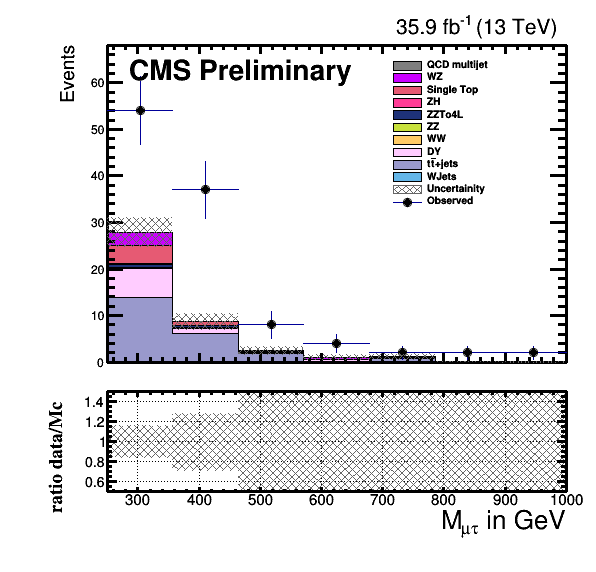 35.9 fb⁻¹ (13 TeV)
CMS Preliminary
Events
QCD multijet
WZ
Single Top
ZH
ZZTo4L
ZZ
WW
DY
tt̄+jets
WJets
Uncertainity
Observed
60
50
40
30
20
10
0
ratio data/Mc
1.4
1.2
1
0.8
0.6
300 400 500 600 700 800 900 1000
M_μτ in GeV